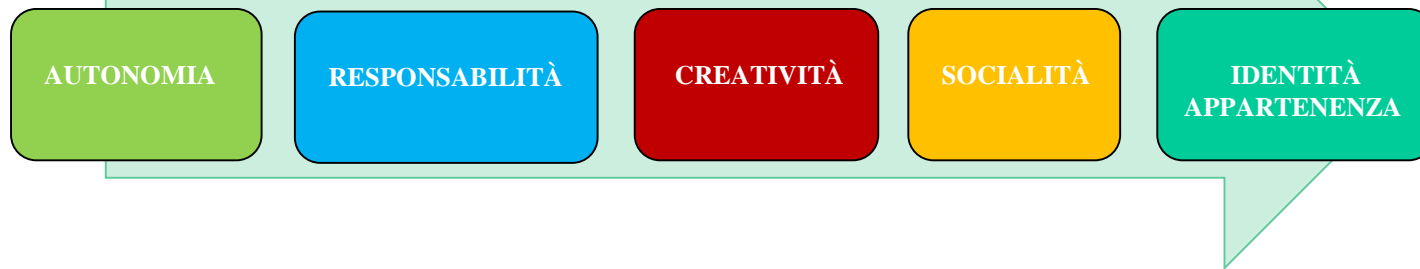 AUTONOMIA
RESPONSABILITÀ
CREATIVITÀ
SOCIALITÀ
IDENTITÀ
APPARTENENZA